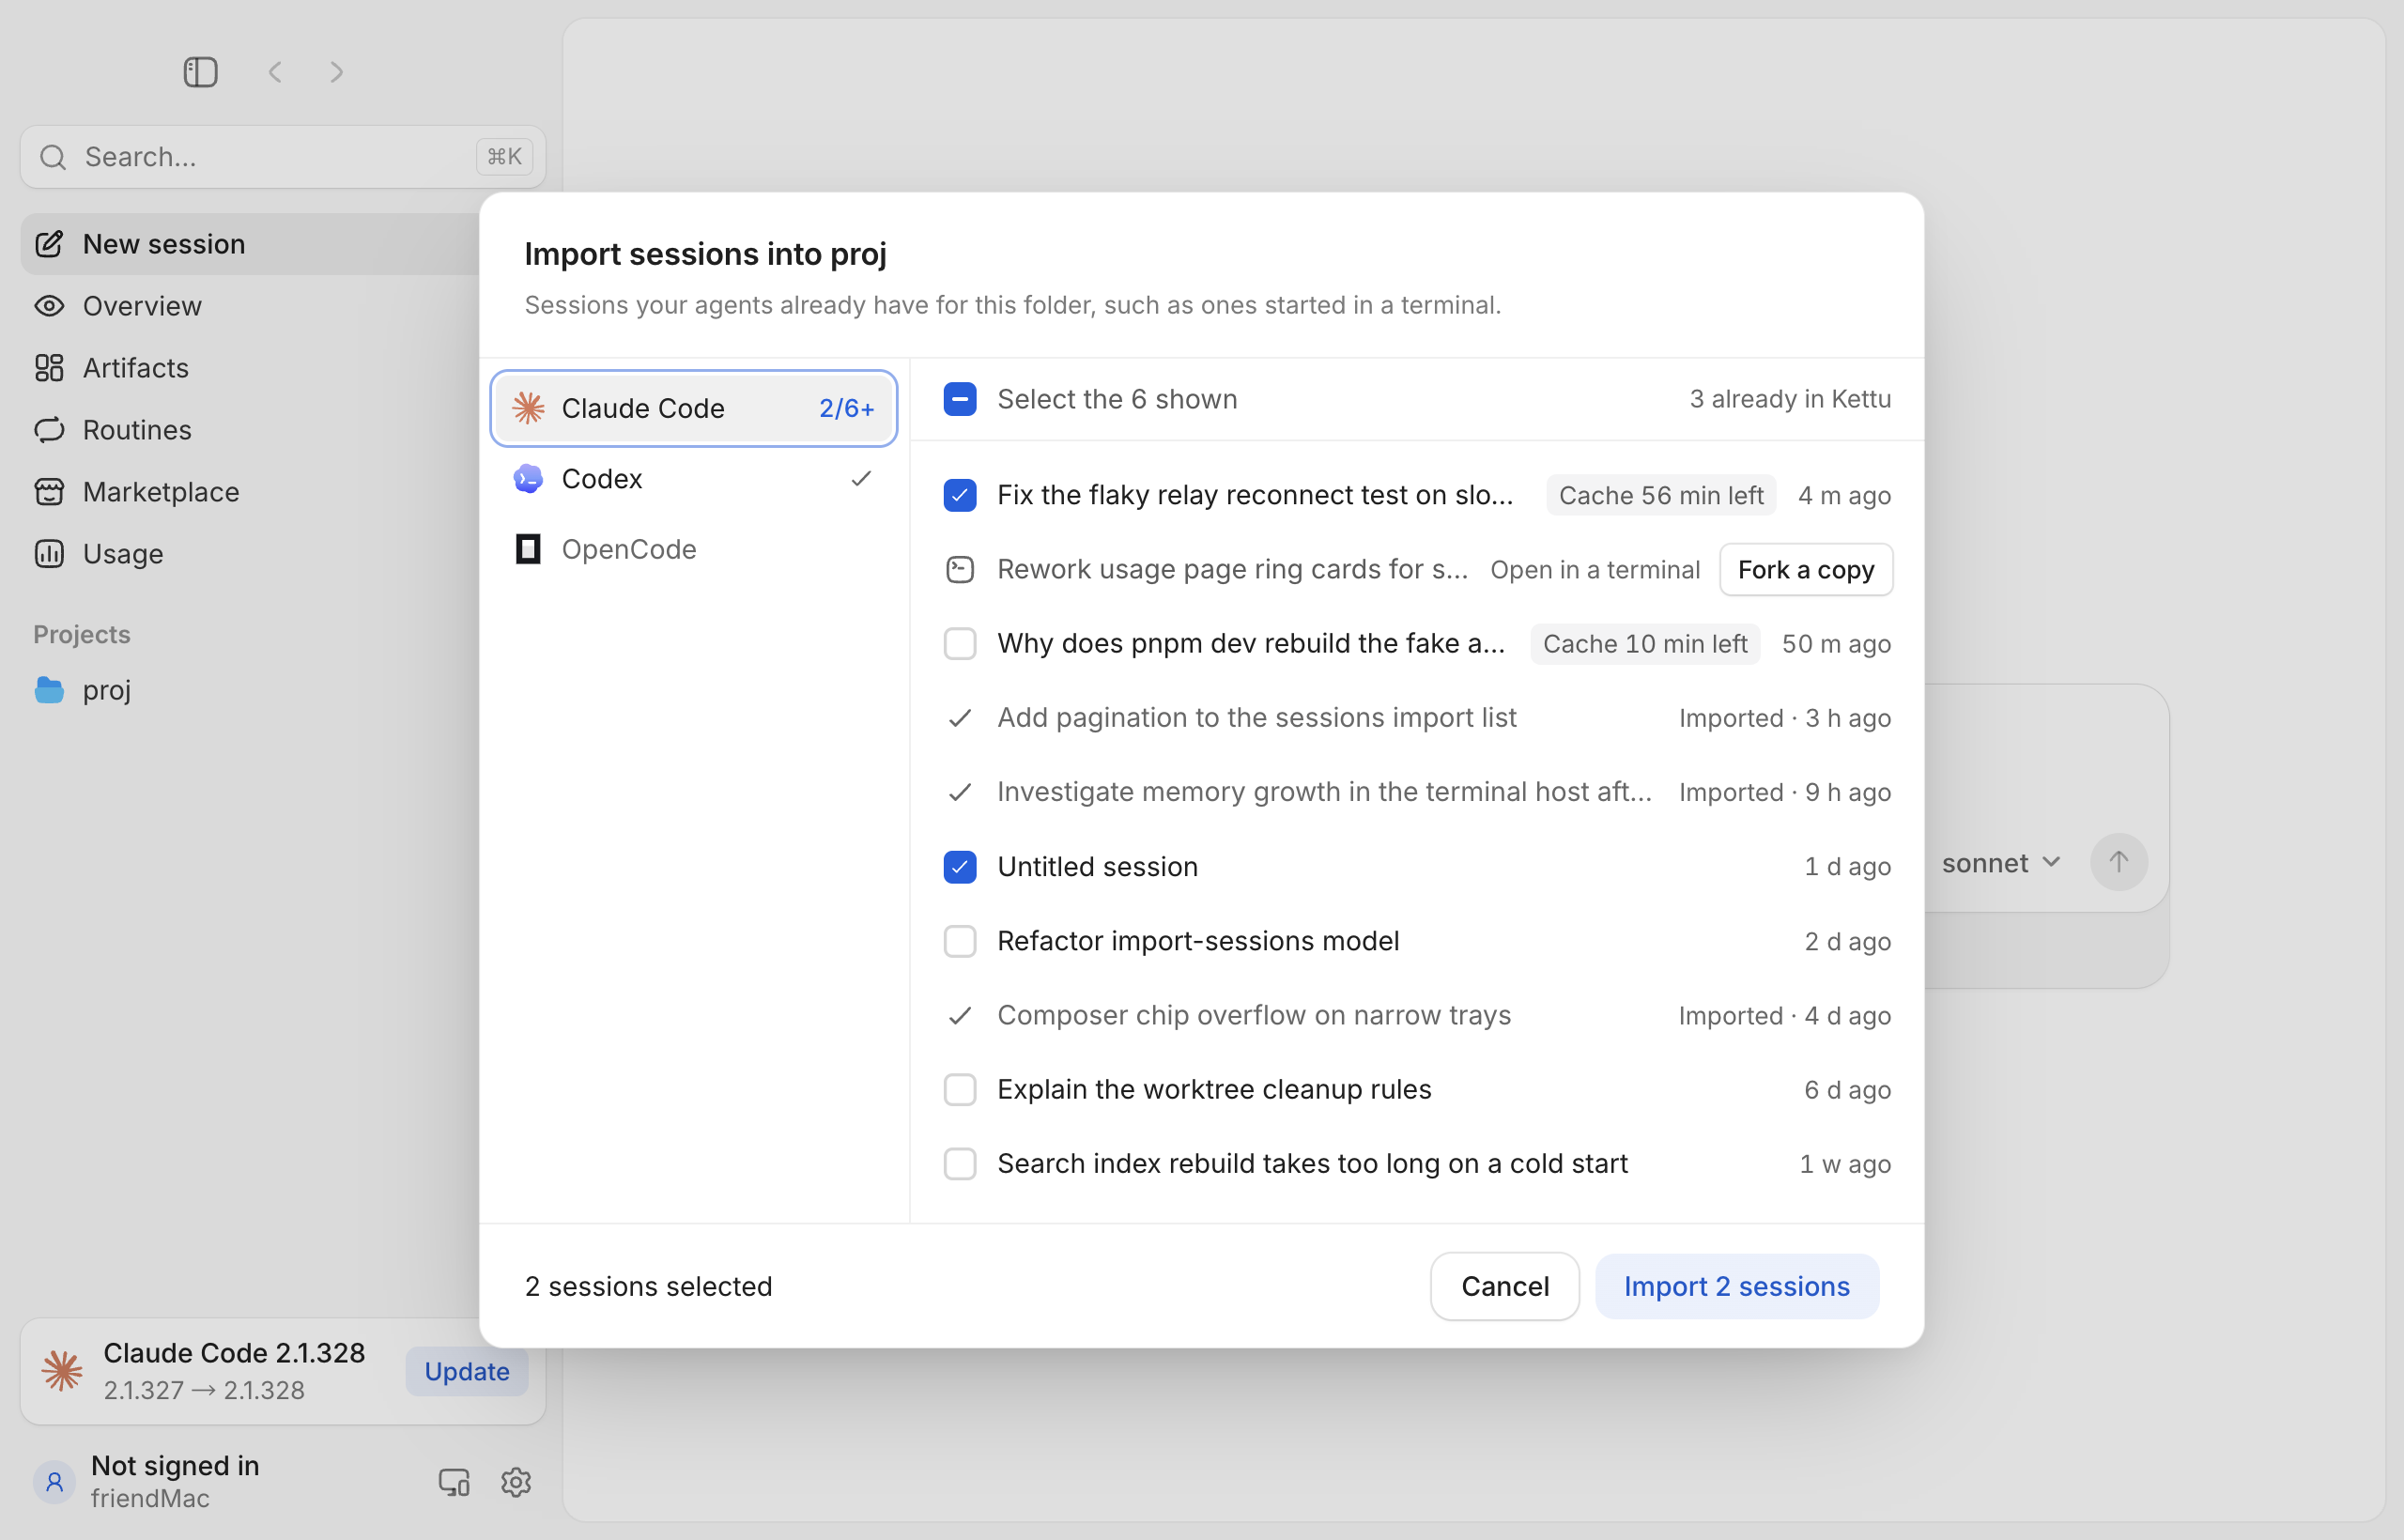 Search...
⌘K
New session
Overview
Artifacts
Routines
Marketplace
Usage
Projects
proj
Import sessions into proj
Sessions your agents already have for this folder, such as ones started in a terminal.
Claude Code 2/6+
Codex
OpenCode
Select the 6 shown 3 already in Kettu
Fix the flaky relay reconnect test on slo... Cache 56 min left 4 m ago
Rework usage page ring cards for s... Open in a terminal Fork a copy
Why does pnpm dev rebuild the fake a... Cache 10 min left 50 m ago
Add pagination to the sessions import list Imported · 3 h ago
Investigate memory growth in the terminal host aft... Imported · 9 h ago
Untitled session 1 d ago
Refactor import-sessions model 2 d ago
Composer chip overflow on narrow trays Imported · 4 d ago
Explain the worktree cleanup rules 6 d ago
Search index rebuild takes too long on a cold start 1 w ago
2 sessions selected Cancel Import 2 sessions
sonnet
Claude Code 2.1.328
2.1.327 → 2.1.328
Update
Not signed in
friendMac